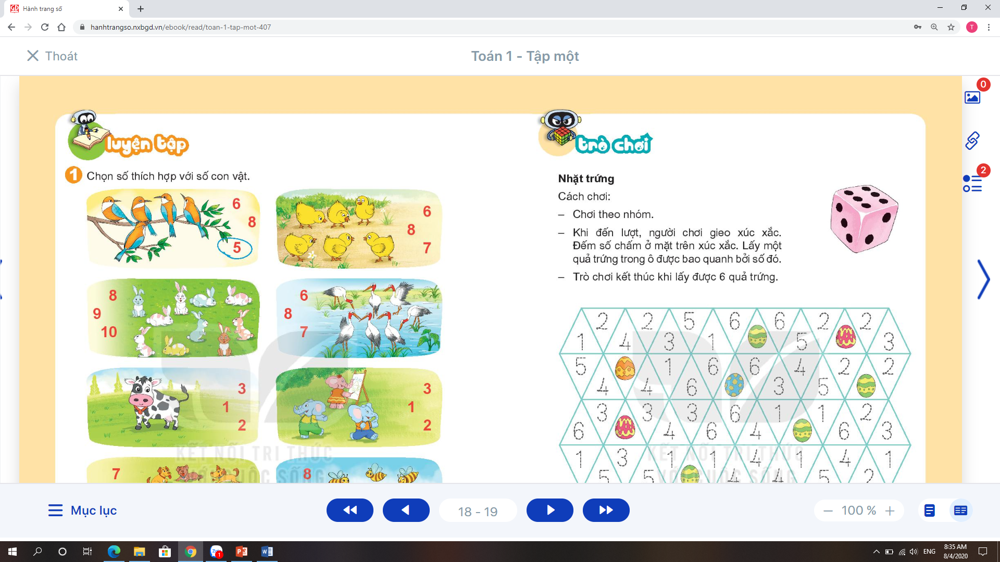 Hành trang số
hanhtrangso.nxbgd.vn/ebook/read/toan-1-tap-mot-407
T
Thoát
Toán 1 - Tập một
0
2
luyện tập
1 Chọn số thích hợp với số con vật.
6
8
5
6
8
7
8
9
10
6
8
7
3
1
2
3
1
2
7
8
trò chơi
Nhặt trứng
Cách chơi:
– Chơi theo nhóm.
– Khi đến lượt, người chơi gieo xúc xắc.
Đếm số chấm ở mặt trên xúc xắc. Lấy một
quả trứng trong ô được bao quanh bởi số đó.
– Trò chơi kết thúc khi lấy được 6 quả trứng.
2 2 5 6 6 2 2
1 4 3 1 5 3
5 1 6 6 4 2 2
4 4 6 3 5
3 3 3 6 1 1 2
6 4 6 4 6 3
1 3 1 1 4 1 4 1
5 5 4 4 5 2
KẾT NỐI TRI THỨC
VỚI CUỘC SỐNG
KẾT NỐI TRI THỨC
VỚI CUỘC SỐNG
Mục lục
18 - 19
100 %
Zalo
1
ENG
8:35 AM
8/4/2020